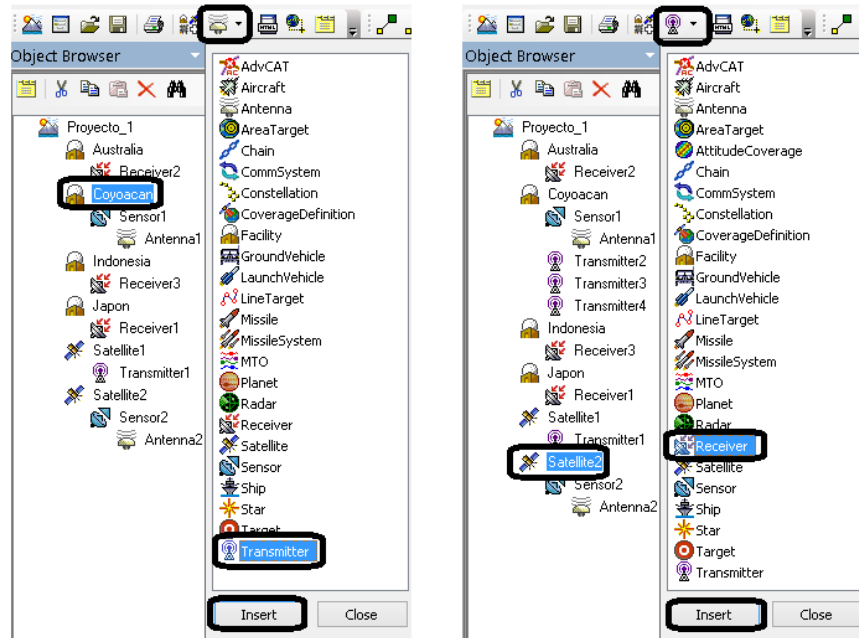 HTML
Object Browser
Proyecto_1
Australia
Receiver2
Coyoacan
Sensor1
Antenna1
Indonesia
Receiver3
Japon
Receiver1
Satellite1
Transmitter1
Satellite2
Sensor2
Antenna2
AdvCAT
Aircraft
Antenna
AreaTarget
Chain
CommSystem
Constellation
CoverageDefinition
Facility
GroundVehicle
LaunchVehicle
LineTarget
Missile
MissileSystem
MTO
Planet
Radar
Receiver
Satellite
Sensor
Ship
Star
Target
Transmitter
Insert Close
HTML
Object Browser
Proyecto_1
Australia
Receiver2
Coyoacan
Sensor1
Antenna1
Transmitter2
Transmitter3
Transmitter4
Indonesia
Receiver3
Japon
Receiver1
Satellite1
Transmitter1
Satellite2
Sensor2
Antenna2
AdvCAT
Aircraft
Antenna
AreaTarget
AttitudeCoverage
Chain
CommSystem
Constellation
CoverageDefinition
Facility
GroundVehicle
LaunchVehicle
LineTarget
Missile
MissileSystem
MTO
Planet
Radar
Receiver
Satellite
Sensor
Ship
Star
Target
Transmitter
Insert Close